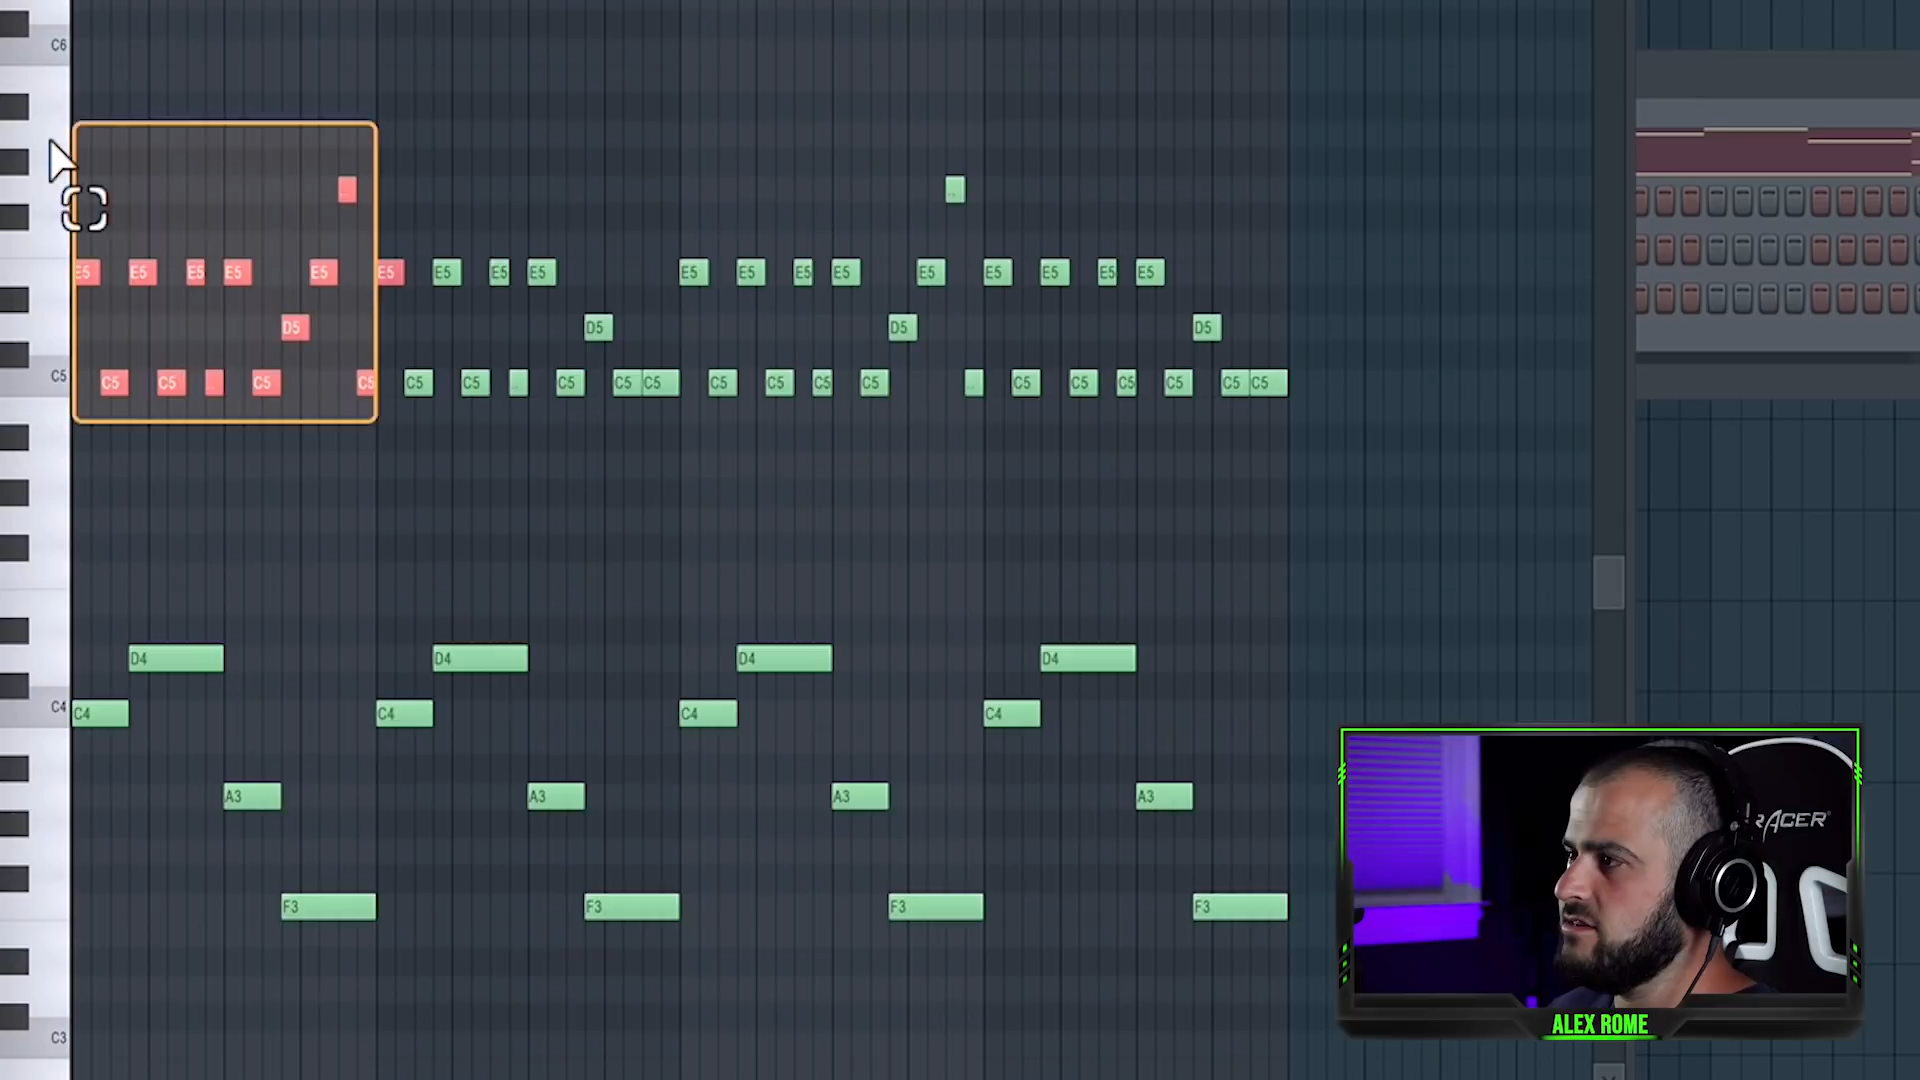 C6
E5 E5 E5 E5 E5 E5 E5 E5 E5 E5 E5 E5 E5 E5 E5 E5 E5 E5
D5 D5 D5 D5
C5 C5 C5 C5 C5 C5 C5 C5 C5 C5 C5 C5 C5 C5 C5 C5 C5 C5 C5 C5
D4 D4 D4 D4
C4 C4 C4 C4 C4
A3 A3 A3 A3
F3 F3 F3 F3
C3
RACER
ALEX ROME